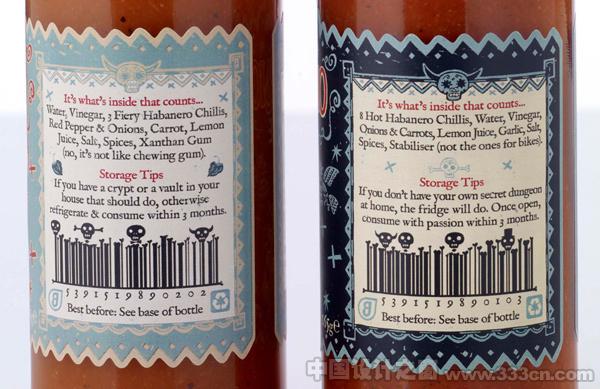 It's what's inside that counts...
Water, Vinegar, 3 Fiery Habanero Chillis,
Red Pepper & Onions, Carrot, Lemon
Juice, Salt, Spices, Xanthan Gum
(no, it's not like chewing gum).
Storage Tips
If you have a crypt or a vault in your
house that should do, otherwise
refrigerate & consume within 3 months.
5391519890202
Best before: See base of bottle
It's what's inside that counts...
8 Hot Habanero Chillis, Water, Vinegar,
Onions & Carrots, Lemon Juice, Garlic, Salt,
Spices, Stabiliser (not the ones for bikes).
Storage Tips
If you don't have your own secret dungeon
at home, the fridge will do. Once open,
consume with passion within 3 months.
5391519890103
Best before: See base of bottle
中国设计之窗
www.333cn.com